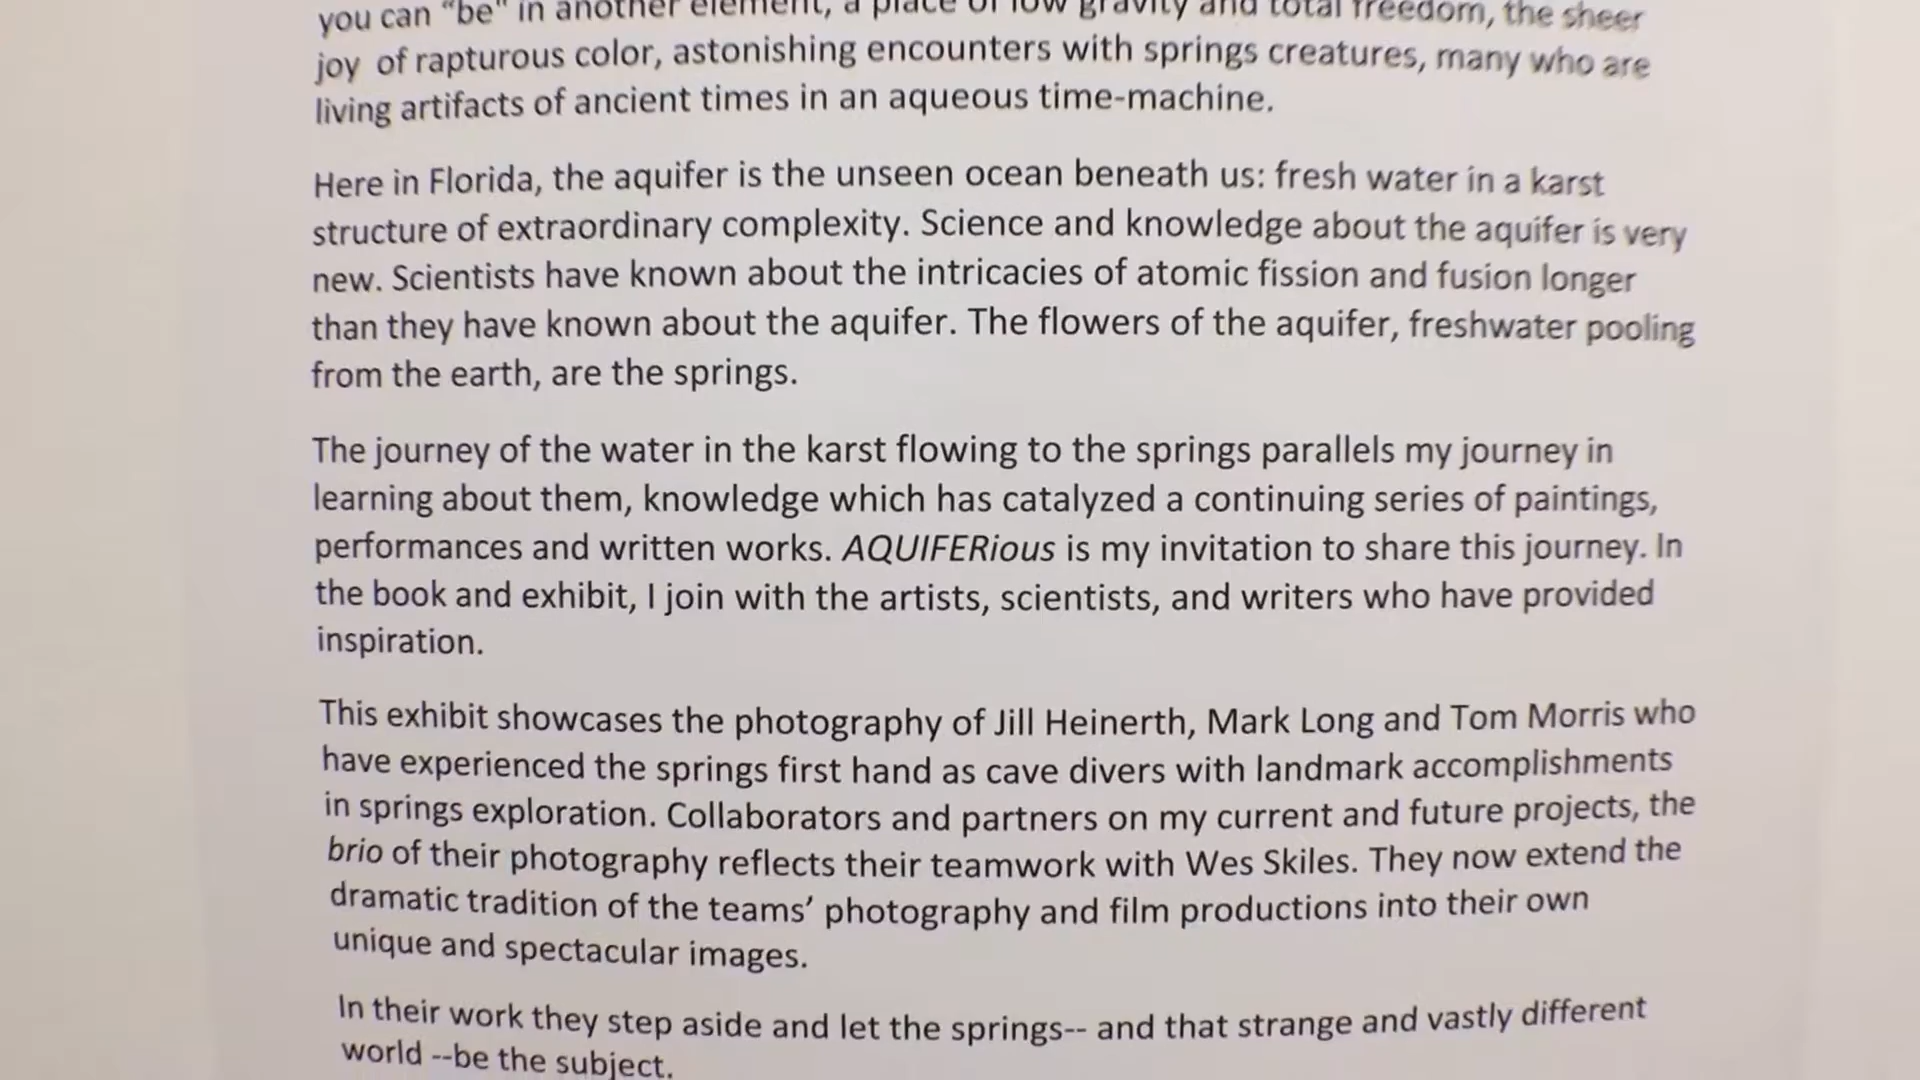 you can "be" in another element, a place of low gravity and total freedom, the sheer
joy of rapturous color, astonishing encounters with springs creatures, many who are
living artifacts of ancient times in an aqueous time-machine.
Here in Florida, the aquifer is the unseen ocean beneath us: fresh water in a karst
structure of extraordinary complexity. Science and knowledge about the aquifer is very
new. Scientists have known about the intricacies of atomic fission and fusion longer
than they have known about the aquifer. The flowers of the aquifer, freshwater pooling
from the earth, are the springs.
The journey of the water in the karst flowing to the springs parallels my journey in
learning about them, knowledge which has catalyzed a continuing series of paintings,
performances and written works. AQUIFERious is my invitation to share this journey. In
the book and exhibit, I join with the artists, scientists, and writers who have provided
inspiration.
This exhibit showcases the photography of Jill Heinerth, Mark Long and Tom Morris who
have experienced the springs first hand as cave divers with landmark accomplishments
in springs exploration. Collaborators and partners on my current and future projects, the
brio of their photography reflects their teamwork with Wes Skiles. They now extend the
dramatic tradition of the teams’ photography and film productions into their own
unique and spectacular images.
In their work they step aside and let the springs-- and that strange and vastly different
world --be the subject.